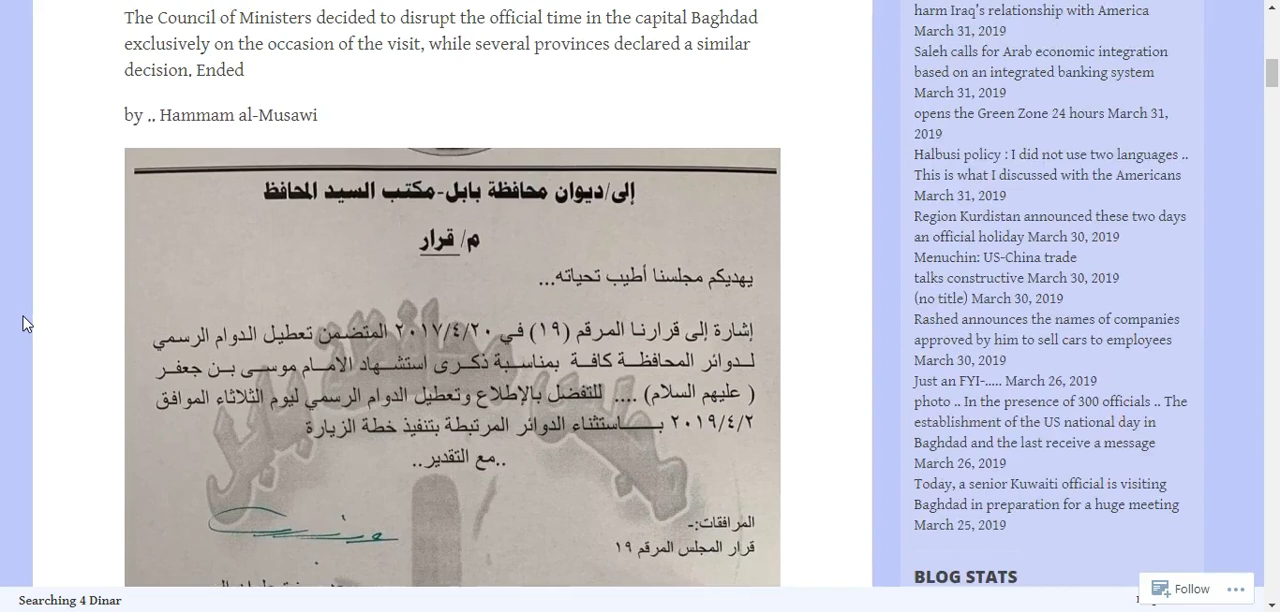 The Council of Ministers decided to disrupt the official time in the capital Baghdad
exclusively on the occasion of the visit, while several provinces declared a similar
decision. Ended
by .. Hammam al-Musawi
إلى/ديوان محافظة بابل-مكتب السيد المحافظ
م/ قرار
يهديكم مجلسنا أطيب تحياته...
إشارة إلى قرارنا المرقم (١٩) في ٢٠١٧/٤/٢٠ المتضمن تعطيل الدوام الرسمي
لدوائر المحافظة كافة بمناسبة ذكرى استشهاد الامام موسى بن جعفر
( عليهم السلام) .... للتفضل بالإطلاع وتعطيل الدوام الرسمي ليوم الثلاثاء الموافق
٢٠١٩/٤/٢ باستثناء الدوائر المرتبطة بتنفيذ خطة الزيارة
..مع التقدير..
المرافقات:-
قرار المجلس المرقم ١٩
harm Iraq's relationship with America
March 31, 2019
Saleh calls for Arab economic integration
based on an integrated banking system
March 31, 2019
opens the Green Zone 24 hours March 31,
2019
Halbusi policy : I did not use two languages ..
This is what I discussed with the Americans
March 31, 2019
Region Kurdistan announced these two days
an official holiday March 30, 2019
Menuchin: US-China trade
talks constructive March 30, 2019
(no title) March 30, 2019
Rashed announces the names of companies
approved by him to sell cars to employees
March 30, 2019
Just an FYI-..... March 26, 2019
photo .. In the presence of 300 officials .. The
establishment of the US national day in
Baghdad and the last receive a message
March 26, 2019
Today, a senior Kuwaiti official is visiting
Baghdad in preparation for a huge meeting
March 25, 2019
BLOG STATS
Follow
Searching 4 Dinar